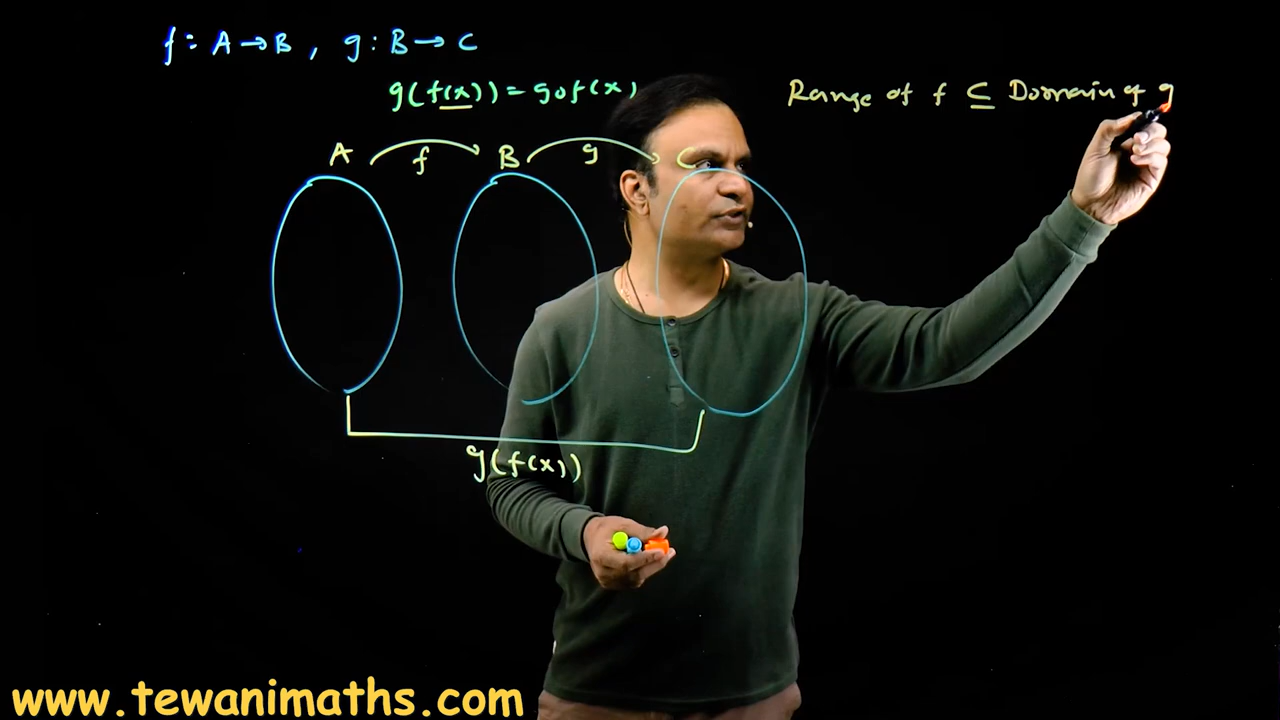 f : A → B , g : B → C
g(f(x)) = gof(x)
Range of f ⊆ Domain of g
A f B g C
g(f(x))
www.tewanimaths.com